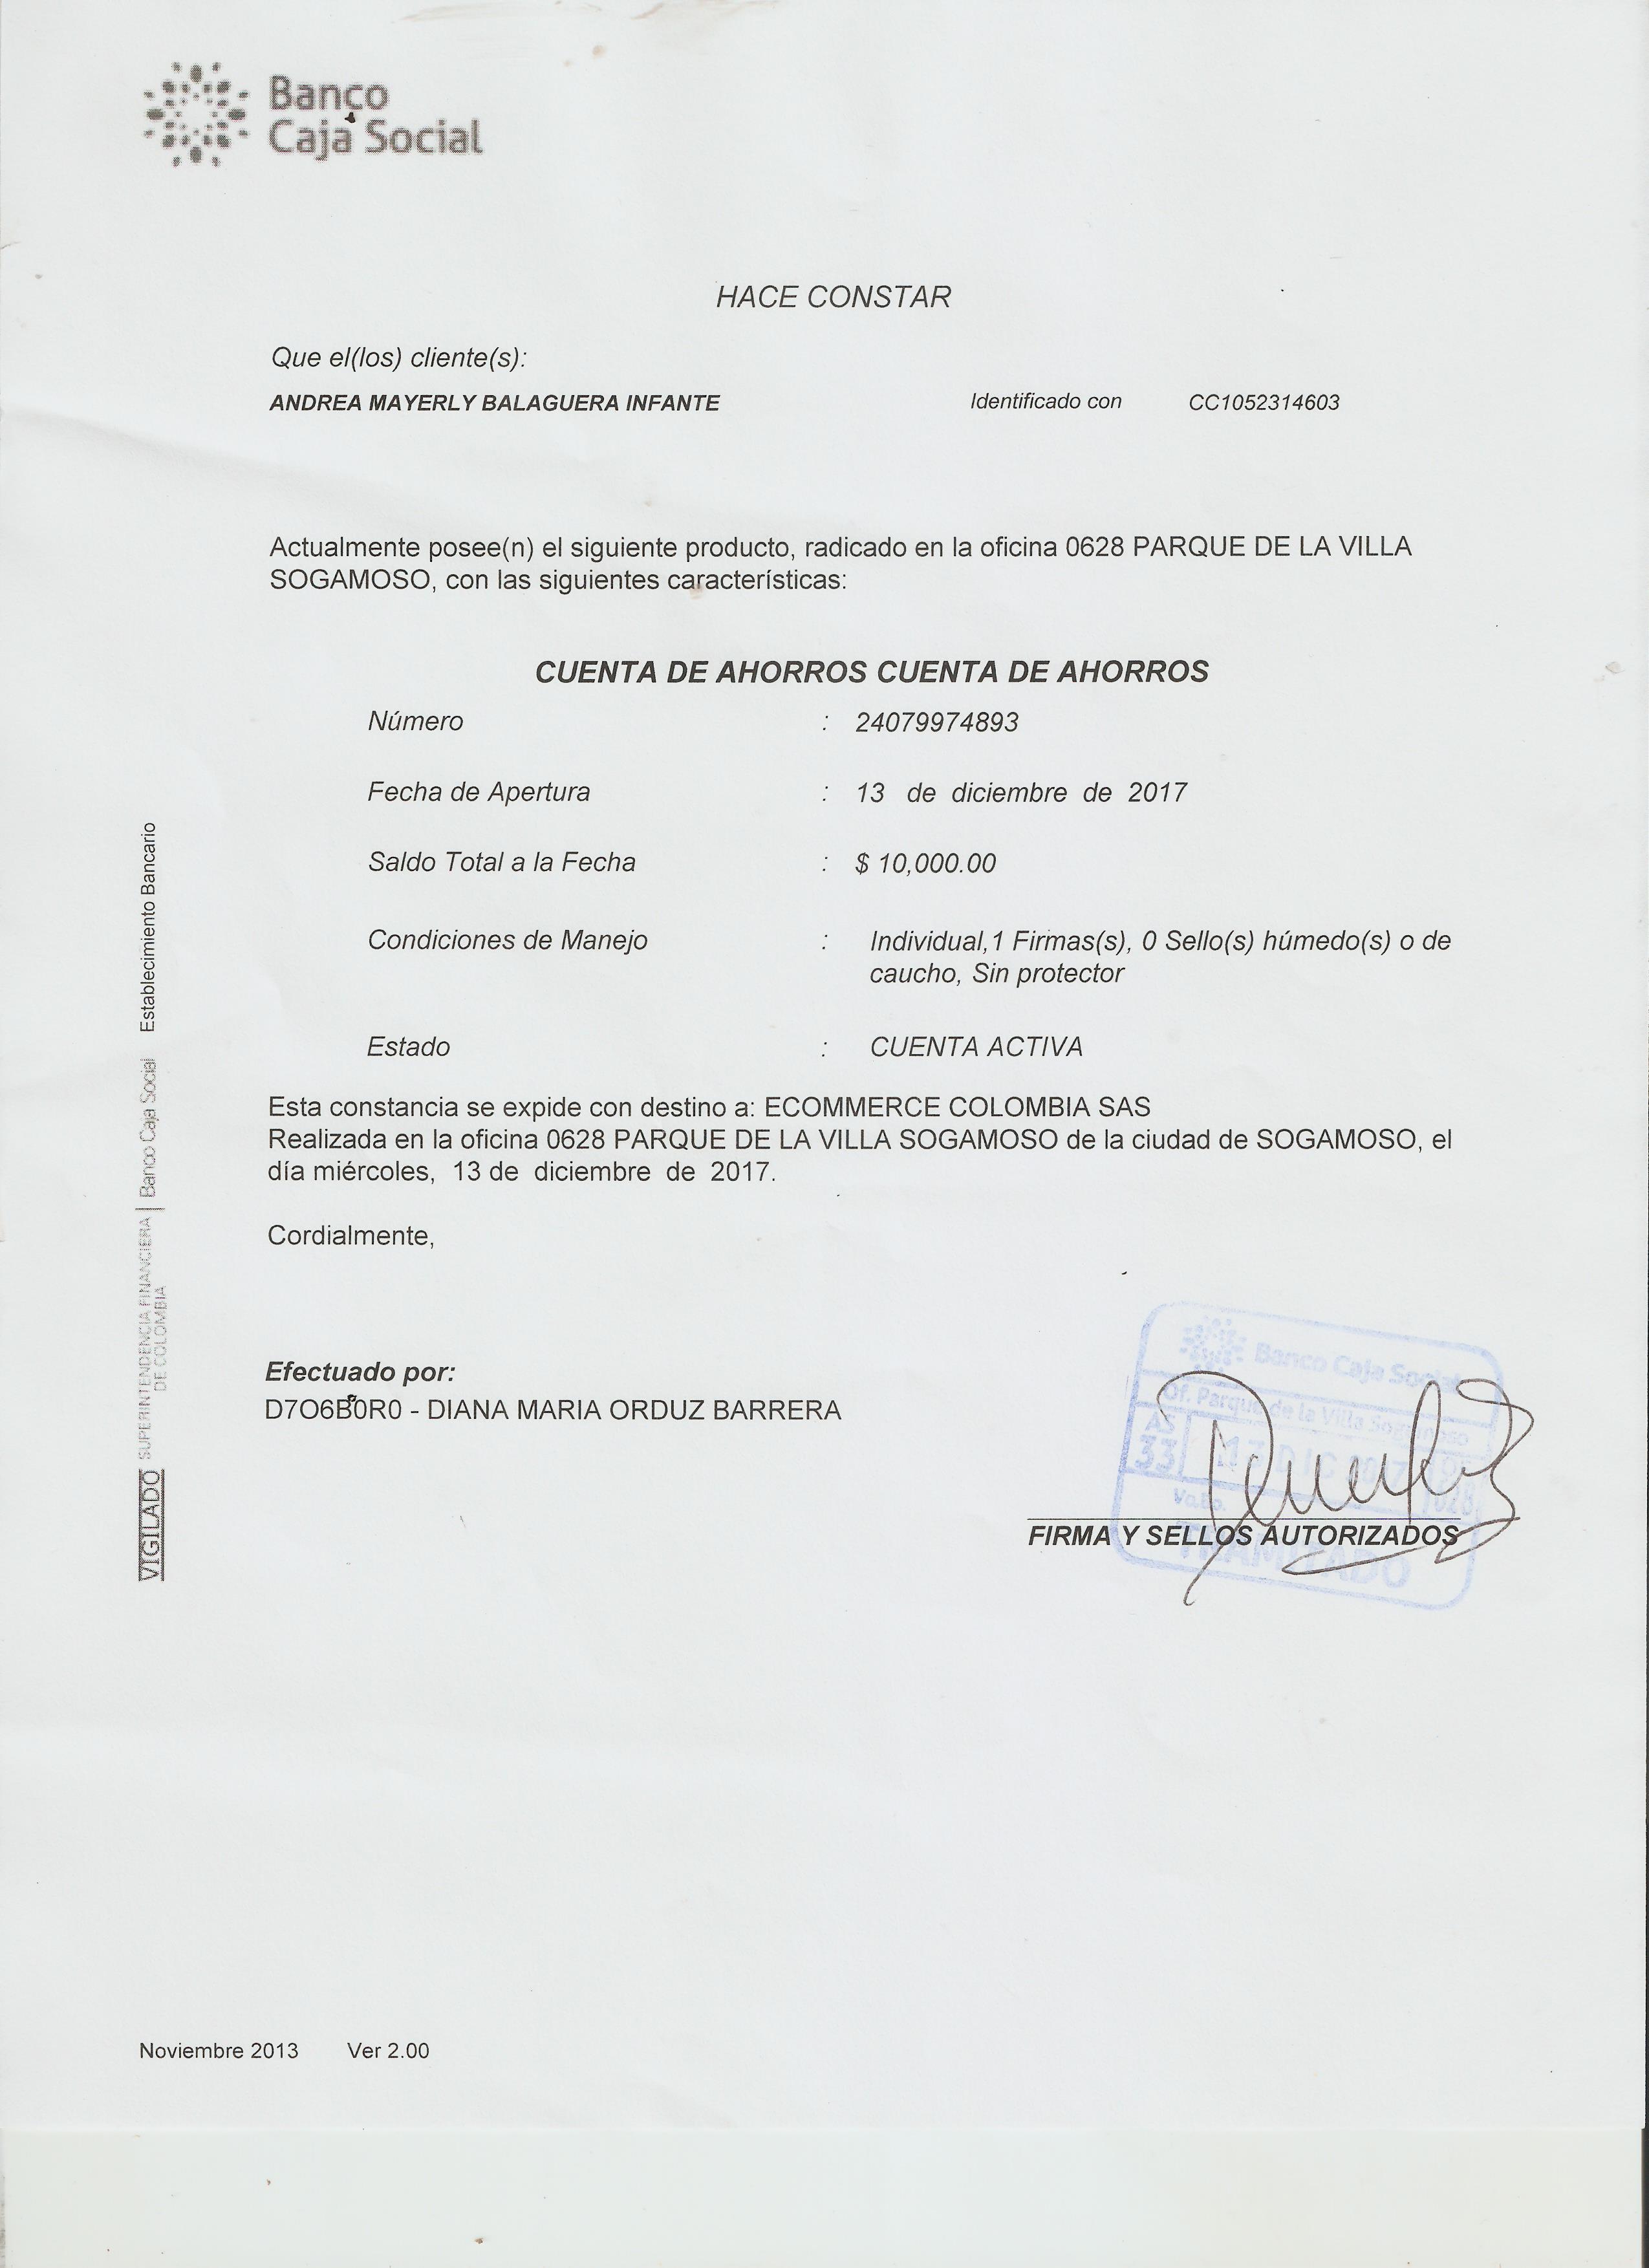 Banco
Caja Social
HACE CONSTAR
Que el(los) cliente(s):
ANDREA MAYERLY BALAGUERA INFANTE Identificado con CC1052314603
Actualmente posee(n) el siguiente producto, radicado en la oficina 0628 PARQUE DE LA VILLA
SOGAMOSO, con las siguientes características:
CUENTA DE AHORROS CUENTA DE AHORROS
Número : 24079974893
Fecha de Apertura : 13 de diciembre de 2017
Saldo Total a la Fecha : $ 10,000.00
Condiciones de Manejo : Individual,1 Firmas(s), 0 Sello(s) húmedo(s) o de
caucho, Sin protector
Estado : CUENTA ACTIVA
Esta constancia se expide con destino a: ECOMMERCE COLOMBIA SAS
Realizada en la oficina 0628 PARQUE DE LA VILLA SOGAMOSO de la ciudad de SOGAMOSO, el
día miércoles, 13 de diciembre de 2017.
Cordialmente,
Efectuado por:
D7O6B0R0 - DIANA MARIA ORDUZ BARRERA
Banco Caja Social
Of. Parque de la Villa Sogamoso
AS
33 13 DIC 2017
Vo.Bo.
TRAMITADO
FIRMA Y SELLOS AUTORIZADOS
VIGILADO SUPERINTENDENCIA FINANCIERA
DE COLOMBIA
Banco Caja Social Establecimiento Bancario
Noviembre 2013 Ver 2.00